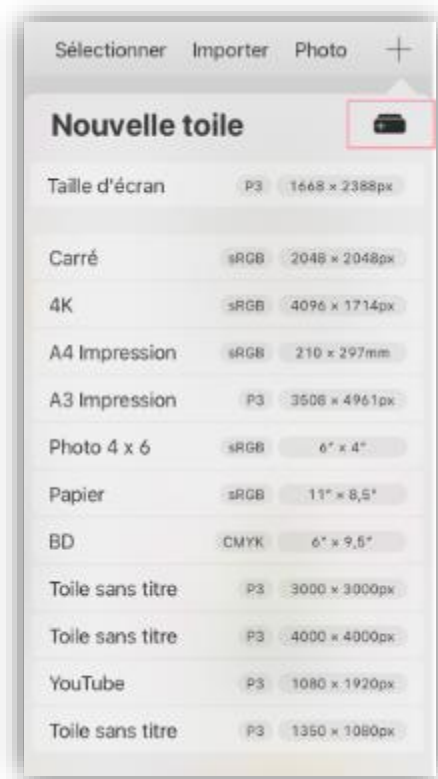 Sélectionner Importer Photo +
Nouvelle toile
Taille d'écran P3 1668 × 2388px
Carré sRGB 2048 × 2048px
4K sRGB 4096 × 1714px
A4 Impression sRGB 210 × 297mm
A3 Impression P3 3508 × 4961px
Photo 4 x 6 sRGB 6" × 4"
Papier sRGB 11" × 8,5"
BD CMYK 6" × 9,5"
Toile sans titre P3 3000 × 3000px
Toile sans titre P3 4000 × 4000px
YouTube P3 1080 × 1920px
Toile sans titre P3 1350 × 1080px